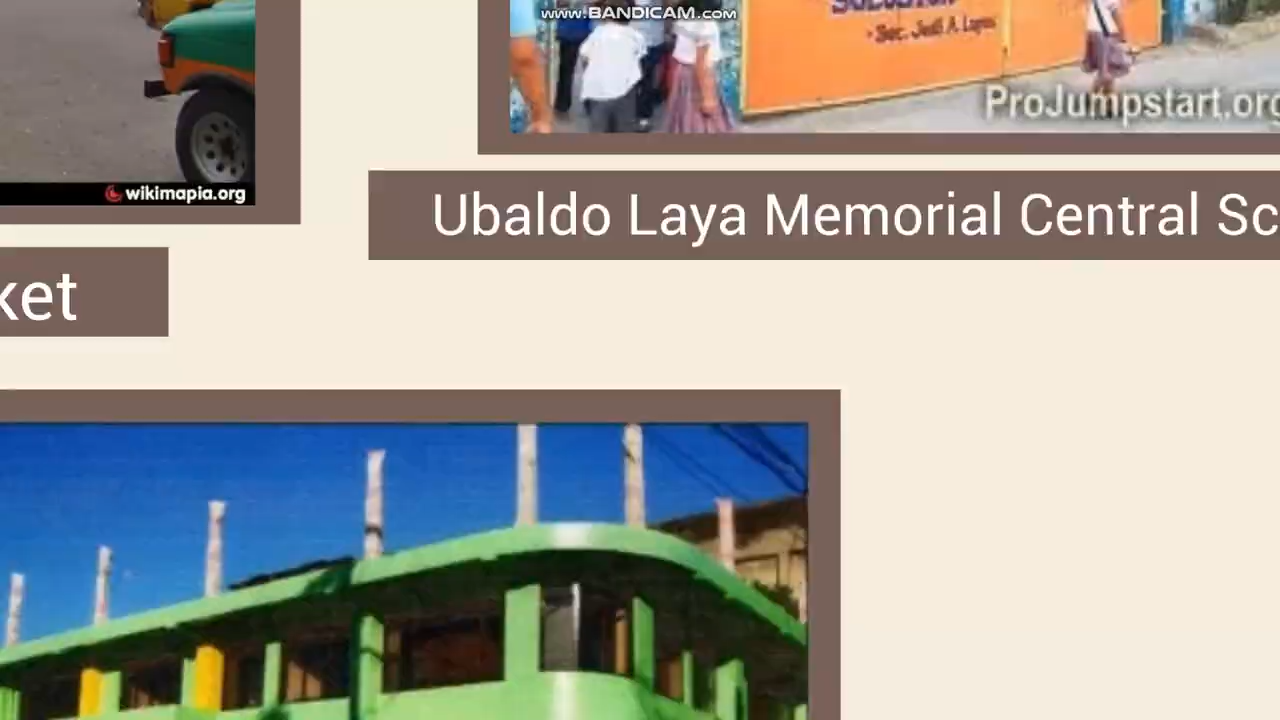 www.BANDICAM.com
- Sec. Jesli A. Lapus
ProJumpstart.org
wikimapia.org
Ubaldo Laya Memorial Central Sc
ket